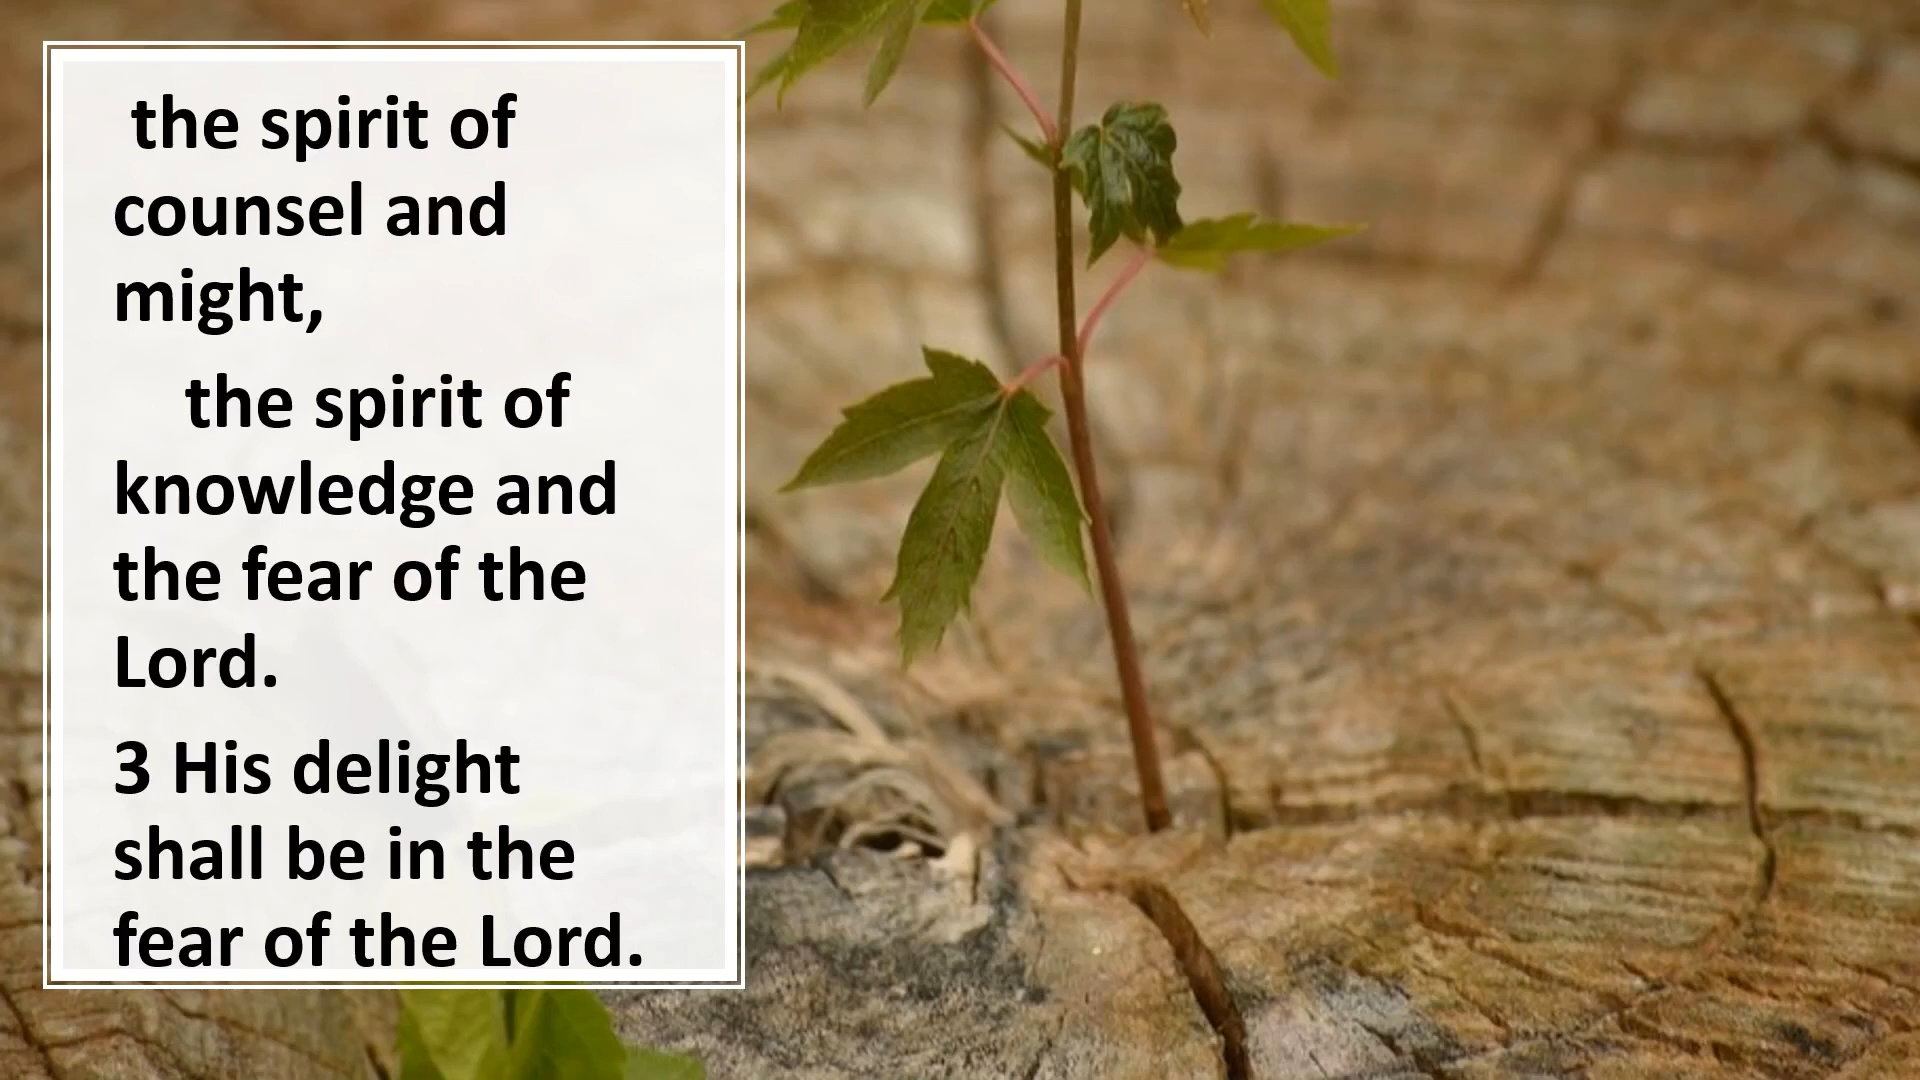 the spirit of
counsel and
might,
the spirit of
knowledge and
the fear of the
Lord.
3 His delight
shall be in the
fear of the Lord.